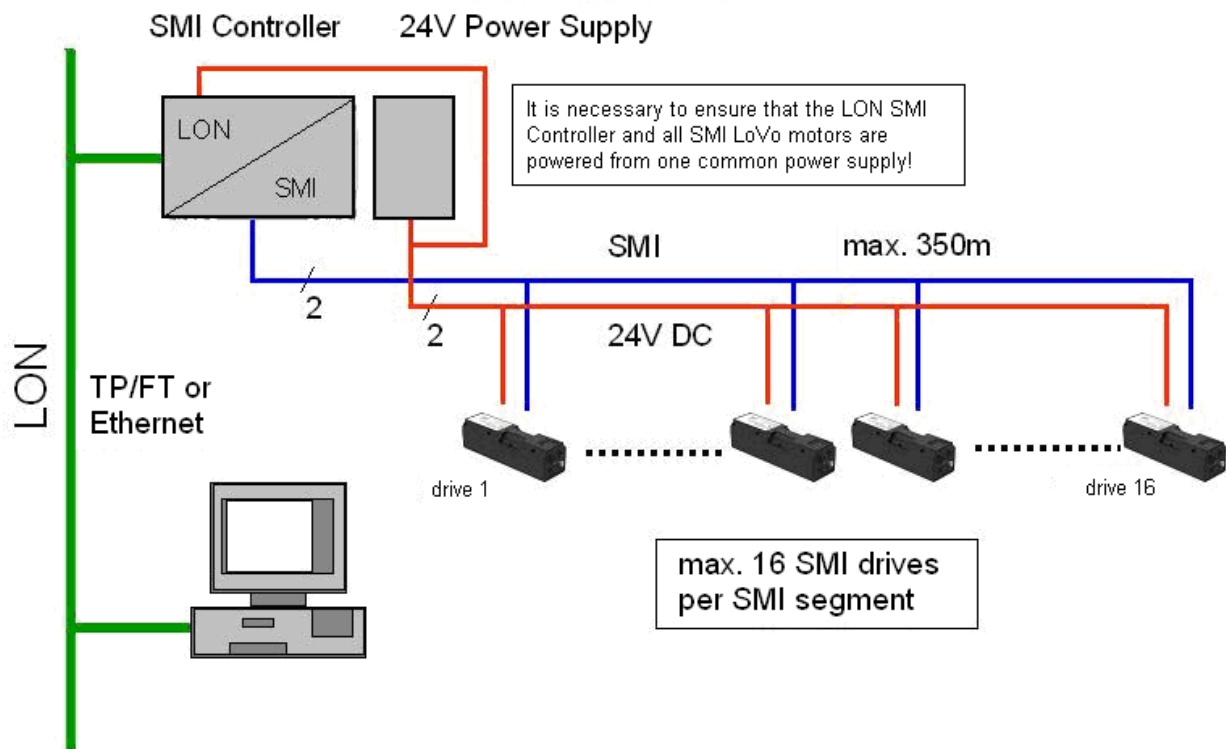 SMI Controller
24V Power Supply
LON
SMI
It is necessary to ensure that the LON SMI
Controller and all SMI LoVo motors are
powered from one common power supply!
SMI
max. 350m
2
2
24V DC
LON
TP/FT or
Ethernet
drive 1
drive 16
max. 16 SMI drives
per SMI segment